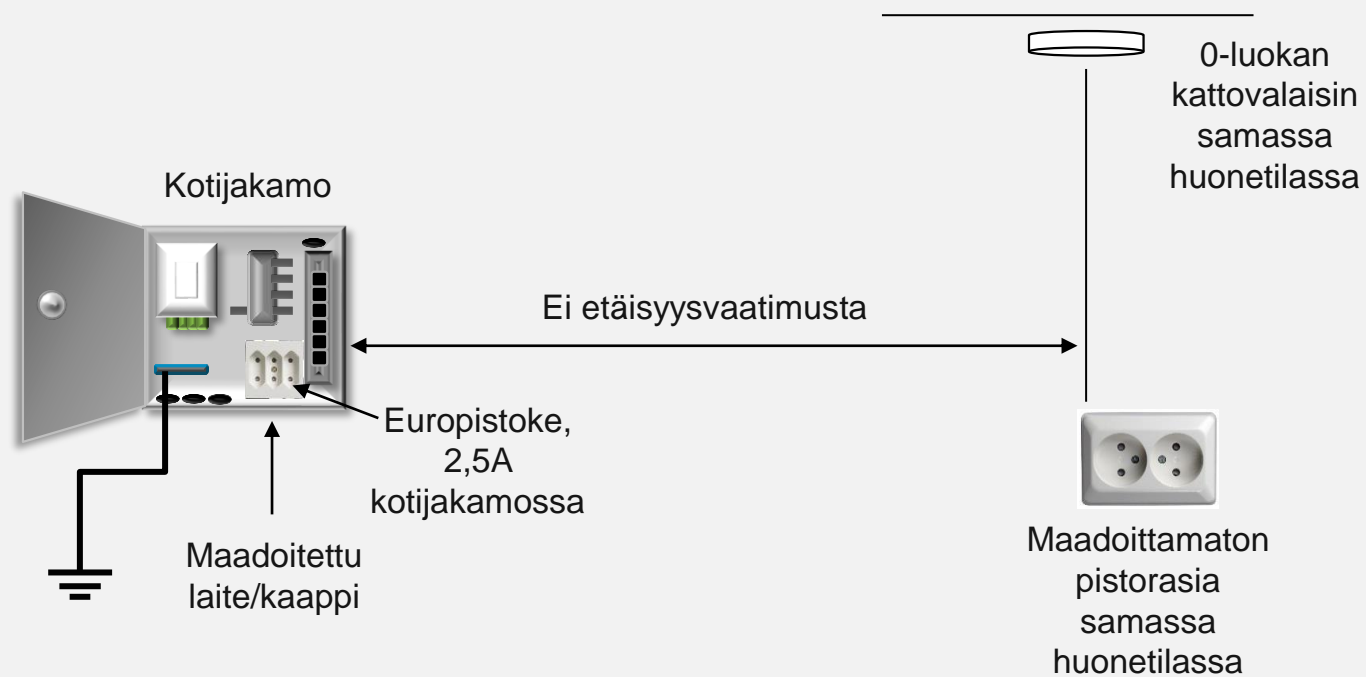 0-luokan
kattovalaisin
samassa
huonetilassa
Kotijakamo
Ei etäisyysvaatimusta
Europistoke,
2,5A
kotijakamossa
Maadoitettu
laite/kaappi
Maadoittamaton
pistorasia
samassa
huonetilassa